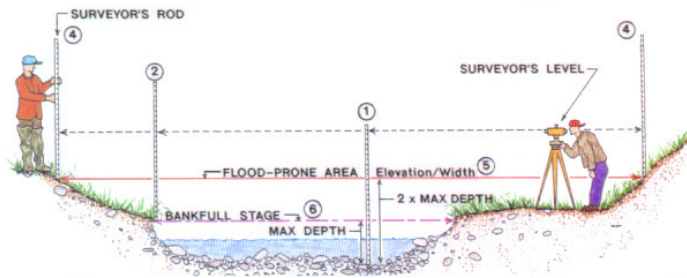 SURVEYOR'S ROD
4
4
2
SURVEYOR'S LEVEL
1
FLOOD-PRONE AREA Elevation/Width 5
2 x MAX DEPTH
BANKFULL STAGE 6
MAX DEPTH